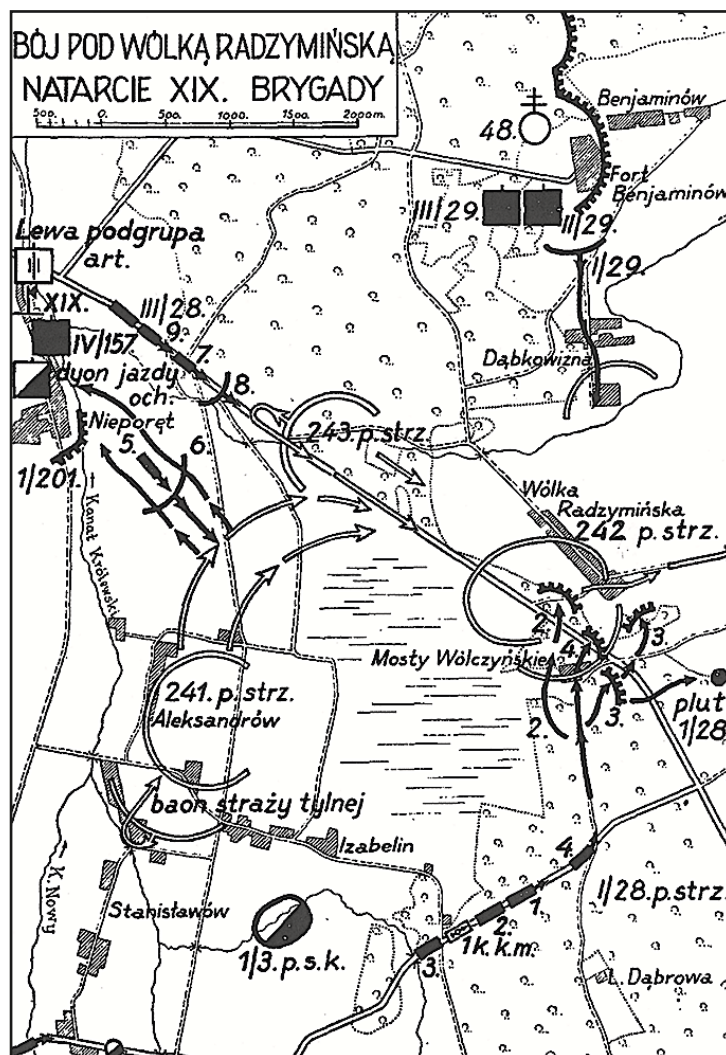 BÓJ POD WÓLKĄ RADZYMIŃSKĄ
NATARCIE XIX. BRYGADY
500. 0 500. 1000. 1500. 2000m.
48.
Benjaminów
Fort
Benjaminów
III/29.
II/29.
I/29.
Lewa podgrupa
art.
XIX.
III/28.
9.
IV/157
7.
dyon jazdy
och.
8.
Dąbkowizna
Nieporęt
243. p. strz.
1/201.
5.
6.
Kanał Królewski
Wólka
Radzymińska
242 p. strz.
2.
4.
3.
Mosty Wólczyńskie
241. p. strz.
Aleksandrów
2.
3.
plut
1/28
baon straży tylnej
Izabelin
4.
K. Nowy
Stanisławów
1.
2.
1 k. k. m.
3.
I/28. p. strz.
1/3. p. s. k.
L. Dąbrowa